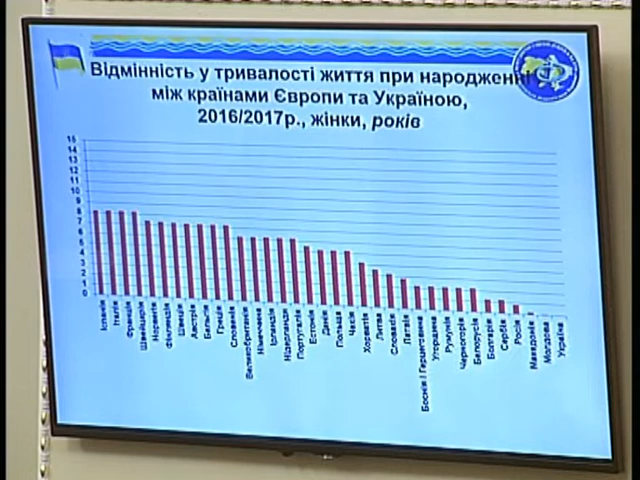 Відмінність у тривалості життя при народженні
між країнами Європи та Україною,
2016/2017р., жінки, років
15
14
13
12
11
10
9
8
7
6
5
4
3
2
1
0
Іспанія
Італія
Франція
Швейцарія
Норвегія
Фінляндія
Швеція
Австрія
Бельгія
Греція
Словенія
Великобританія
Німеччина
Ірландія
Нідерланди
Португалія
Естонія
Данія
Польща
Чехія
Хорватія
Литва
Словаччина
Латвія
Боснія і Герцеговина
Угорщина
Румунія
Чорногорія
Білорусь
Болгарія
Сербія
Росія
Македонія
Молдова
Україна